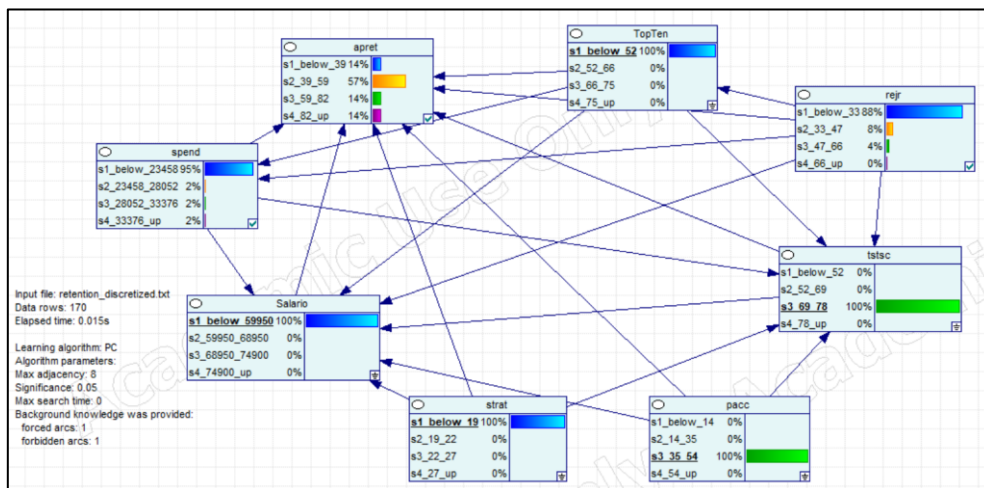 apret
s1_below_39 14%
s2_39_59 57%
s3_59_82 14%
s4_82_up 14%
TopTen
s1_below_52 100%
s2_52_66 0%
s3_66_75 0%
s4_75_up 0%
rejr
s1_below_33 88%
s2_33_47 8%
s3_47_66 4%
s4_66_up 0%
spend
s1_below_23458 95%
s2_23458_28052 2%
s3_28052_33376 2%
s4_33376_up 2%
tstsc
s1_below_52 0%
s2_52_69 0%
s3_69_78 100%
s4_78_up 0%
Input file: retention_discretized.txt
Data rows: 170
Elapsed time: 0.015s
Learning algorithm: PC
Algorithm parameters:
Max adjacency: 8
Significance: 0,05
Max search time: 0
Background knowledge was provided:
forced arcs: 1
forbidden arcs: 1
Salario
s1_below_59950 100%
s2_59950_68950 0%
s3_68950_74900 0%
s4_74900_up 0%
strat
s1_below_19 100%
s2_19_22 0%
s3_22_27 0%
s4_27_up 0%
pacc
s1_below_14 0%
s2_14_35 0%
s3_35_54 100%
s4_54_up 0%